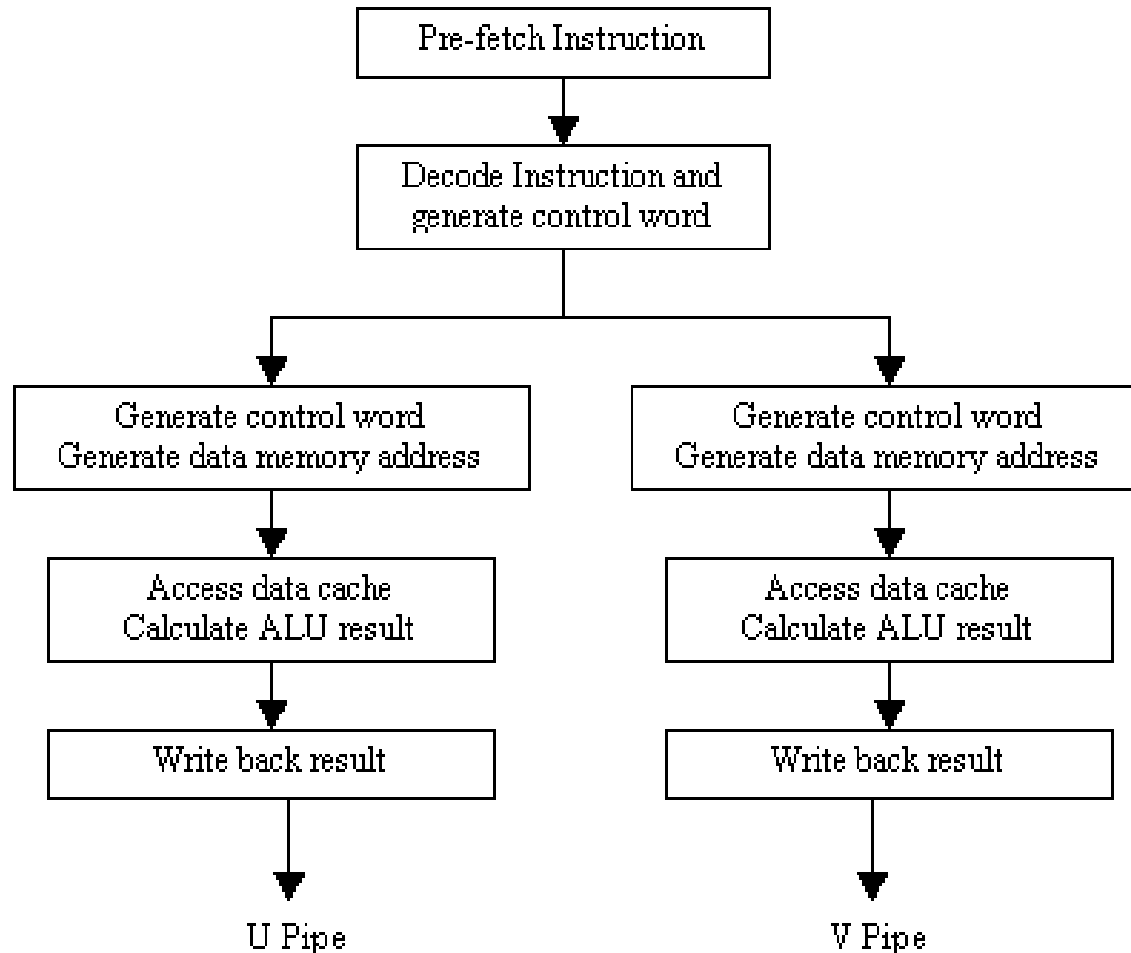 Pre-fetch Instruction
Decode Instruction and
generate control word
Generate control word
Generate data memory address
Generate control word
Generate data memory address
Access data cache
Calculate ALU result
Access data cache
Calculate ALU result
Write back result
Write back result
U Pipe
V Pipe